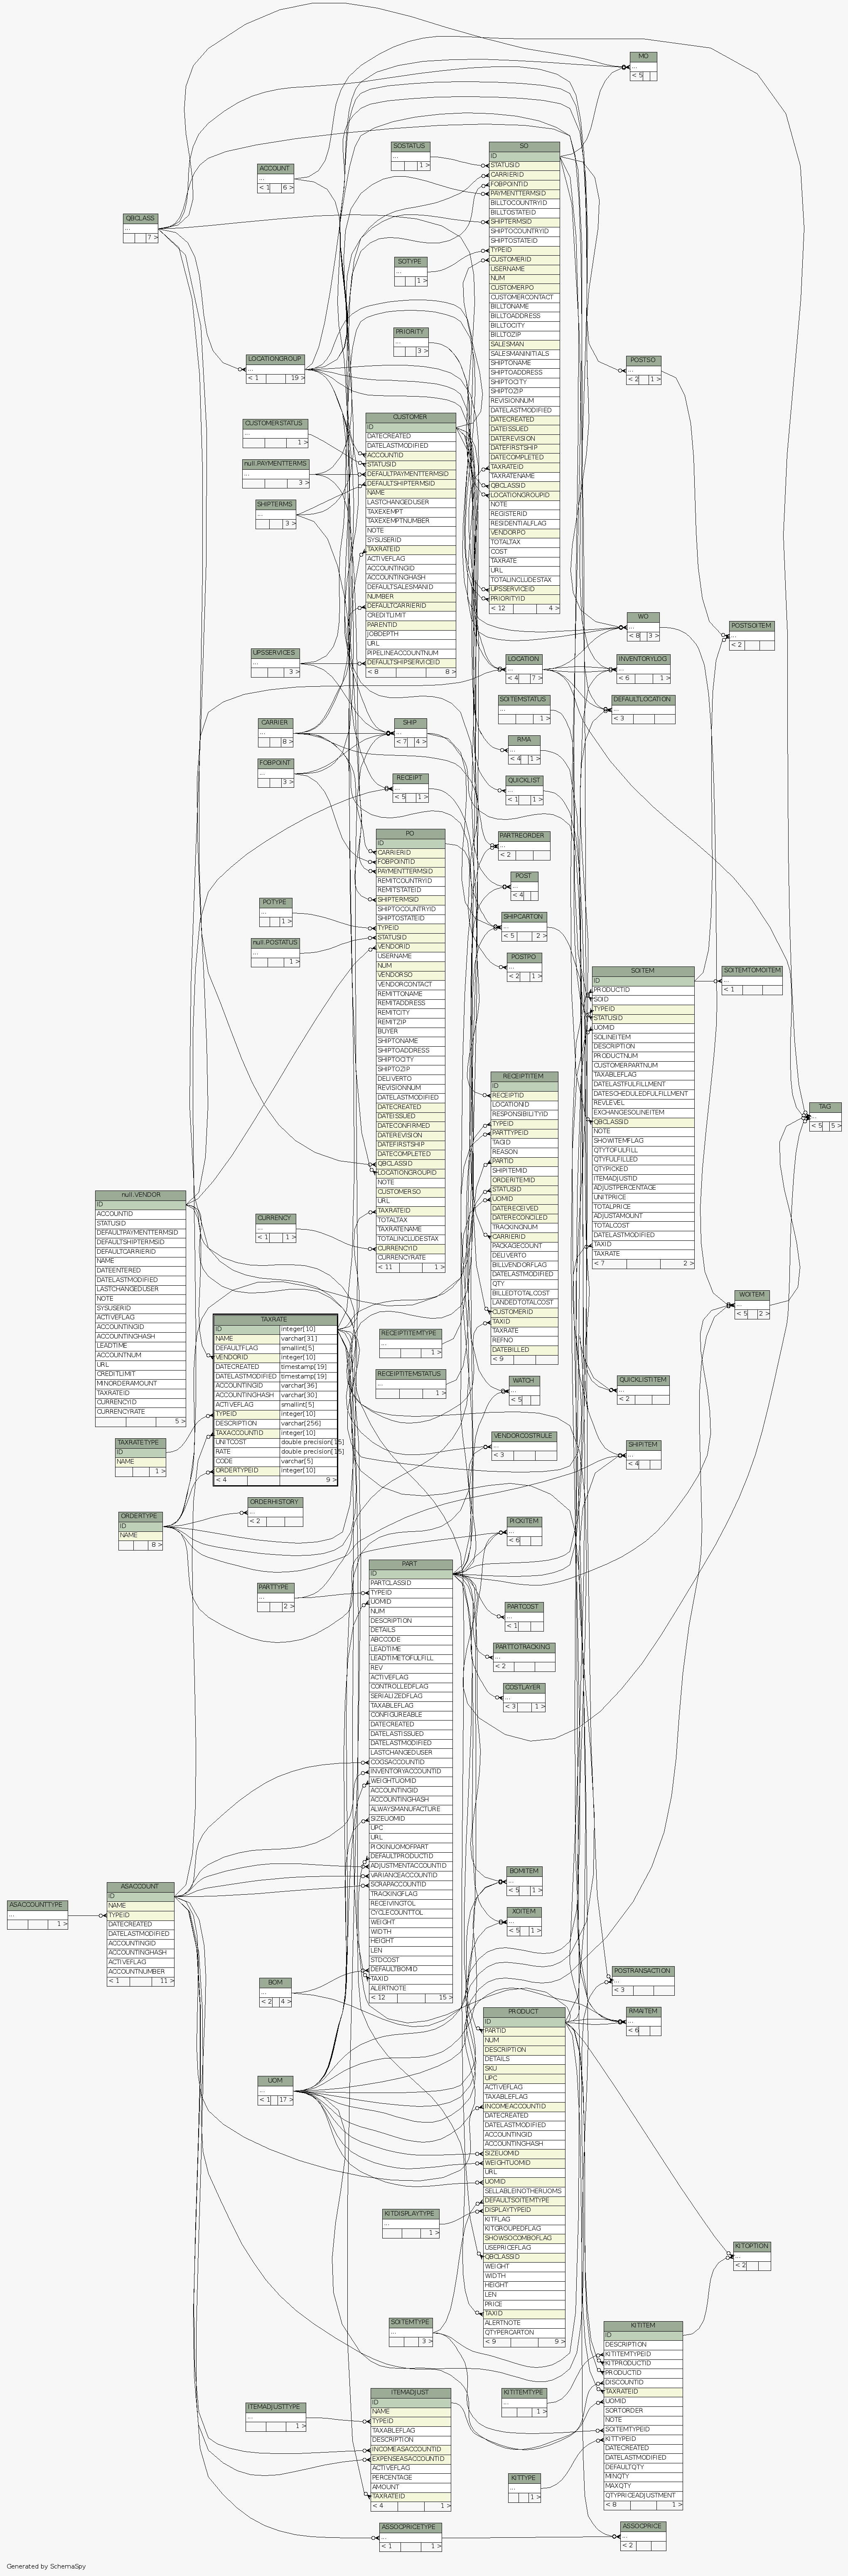 MO
...
< 5
SOSTATUS
...
1 >
SO
ID
STATUSID
CARRIERID
FOBPOINTID
PAYMENTTERMSID
BILLTOCOUNTRYID
BILLTOSTATEID
SHIPTERMSID
SHIPTOCOUNTRYID
SHIPTOSTATEID
TYPEID
CUSTOMERID
USERNAME
NUM
CUSTOMERPO
CUSTOMERCONTACT
BILLTONAME
BILLTOADDRESS
BILLTOCITY
BILLTOZIP
SALESMAN
SALESMANINITIALS
SHIPTONAME
SHIPTOADDRESS
SHIPTOCITY
SHIPTOZIP
REVISIONNUM
DATELASTMODIFIED
DATECREATED
DATEISSUED
DATEREVISION
DATEFIRSTSHIP
DATECOMPLETED
TAXRATEID
TAXRATENAME
QBCLASSID
LOCATIONGROUPID
NOTE
REGISTERID
RESIDENTIALFLAG
VENDORPO
TOTALTAX
COST
TAXRATE
URL
TOTALINCLUDESTAX
UPSSERVICEID
PRIORITYID
< 12 4 >
ACCOUNT
...
< 1 6 >
QBCLASS
...
7 >
SOTYPE
...
1 >
PRIORITY
...
3 >
LOCATIONGROUP
...
< 1 19 >
POSTSO
...
< 2 1 >
CUSTOMER
ID
DATECREATED
DATELASTMODIFIED
ACCOUNTID
STATUSID
DEFAULTPAYMENTTERMSID
DEFAULTSHIPTERMSID
NAME
LASTCHANGEDUSER
TAXEXEMPT
TAXEXEMPTNUMBER
NOTE
SYSUSERID
TAXRATEID
ACTIVEFLAG
ACCOUNTINGID
ACCOUNTINGHASH
DEFAULTSALESMANID
NUMBER
DEFAULTCARRIERID
CREDITLIMIT
PARENTID
JOBDEPTH
URL
PIPELINEACCOUNTNUM
DEFAULTSHIPSERVICEID
< 8 8 >
CUSTOMERSTATUS
...
1 >
null.PAYMENTTERMS
...
3 >
SHIPTERMS
...
3 >
WO
...
< 8 3 >
POSTSOITEM
...
< 2
UPSSERVICES
...
3 >
LOCATION
...
< 4 7 >
INVENTORYLOG
...
< 6 1 >
SOITEMSTATUS
...
1 >
DEFAULTLOCATION
...
< 3
CARRIER
...
8 >
SHIP
...
< 7 4 >
RMA
...
< 4 1 >
FOBPOINT
...
3 >
RECEIPT
...
< 5 1 >
QUICKLIST
...
< 1 1 >
PO
ID
CARRIERID
FOBPOINTID
PAYMENTTERMSID
REMITCOUNTRYID
REMITSTATEID
SHIPTERMSID
SHIPTOCOUNTRYID
SHIPTOSTATEID
TYPEID
STATUSID
VENDORID
USERNAME
NUM
VENDORSO
VENDORCONTACT
REMITTONAME
REMITADDRESS
REMITCITY
REMITZIP
BUYER
SHIPTONAME
SHIPTOADDRESS
SHIPTOCITY
SHIPTOZIP
DELIVERTO
REVISIONNUM
DATELASTMODIFIED
DATECREATED
DATEISSUED
DATECONFIRMED
DATEREVISION
DATEFIRSTSHIP
DATECOMPLETED
QBCLASSID
LOCATIONGROUPID
NOTE
CUSTOMERSO
URL
TAXRATEID
TOTALTAX
TAXRATENAME
TOTALINCLUDESTAX
CURRENCYID
CURRENCYRATE
< 11 1 >
PARTREORDER
...
< 2
POST
...
< 4
POTYPE
...
1 >
SHIPCARTON
...
< 5 2 >
null.POSTATUS
...
1 >
POSTPO
...
< 2 1 >
SOITEM
ID
PRODUCTID
SOID
TYPEID
STATUSID
UOMID
SOLINEITEM
DESCRIPTION
PRODUCTNUM
CUSTOMERPARTNUM
TAXABLEFLAG
DATELASTFULFILLMENT
DATESCHEDULEDFULFILLMENT
REVLEVEL
EXCHANGESOLINEITEM
QBCLASSID
NOTE
SHOWITEMFLAG
QTYTOFULFILL
QTYFULFILLED
QTYPICKED
ITEMADJUSTID
ADJUSTPERCENTAGE
UNITPRICE
TOTALPRICE
ADJUSTAMOUNT
TOTALCOST
DATELASTMODIFIED
TAXID
TAXRATE
< 7 2 >
SOITEMTOMOITEM
...
< 1
RECEIPTITEM
ID
RECEIPTID
LOCATIONID
RESPONSIBILITYID
TYPEID
PARTTYPEID
TAGID
REASON
PARTID
SHIPITEMID
ORDERITEMID
STATUSID
UOMID
DATERECEIVED
DATERECONCILED
TRACKINGNUM
CARRIERID
PACKAGECOUNT
DELIVERTO
BILLVENDORFLAG
DATELASTMODIFIED
QTY
BILLEDTOTALCOST
LANDEDTOTALCOST
CUSTOMERID
TAXID
TAXRATE
REFNO
DATEBILLED
< 9
TAG
...
< 5 5 >
null.VENDOR
ID
ACCOUNTID
STATUSID
DEFAULTPAYMENTTERMSID
DEFAULTSHIPTERMSID
DEFAULTCARRIERID
NAME
DATEENTERED
DATELASTMODIFIED
LASTCHANGEDUSER
NOTE
SYSUSERID
ACTIVEFLAG
ACCOUNTINGID
ACCOUNTINGHASH
LEADTIME
ACCOUNTNUM
URL
CREDITLIMIT
MINORDERAMOUNT
TAXRATEID
CURRENCYID
CURRENCYRATE
5 >
CURRENCY
...
< 1 1 >
WOITEM
...
< 5 2 >
TAXRATE
ID integer[10]
NAME varchar[31]
DEFAULTFLAG smallint[5]
VENDORID integer[10]
DATECREATED timestamp[19]
DATELASTMODIFIED timestamp[19]
ACCOUNTINGID varchar[36]
ACCOUNTINGHASH varchar[30]
ACTIVEFLAG smallint[5]
TYPEID integer[10]
DESCRIPTION varchar[256]
TAXACCOUNTID integer[10]
UNITCOST double precision[15]
RATE double precision[15]
CODE varchar[5]
ORDERTYPEID integer[10]
< 4 9 >
RECEIPTITEMTYPE
...
1 >
RECEIPTITEMSTATUS
...
1 >
WATCH
...
< 5
QUICKLISTITEM
...
< 2
TAXRATETYPE
ID
NAME
1 >
VENDORCOSTRULE
...
< 3
SHIPITEM
...
< 4
ORDERTYPE
ID
NAME
8 >
ORDERHISTORY
...
< 2
PICKITEM
...
< 6
PART
ID
PARTCLASSID
TYPEID
UOMID
NUM
DESCRIPTION
DETAILS
ABCCODE
LEADTIME
LEADTIMETOFULFILL
REV
ACTIVEFLAG
CONTROLLEDFLAG
SERIALIZEDFLAG
TAXABLEFLAG
CONFIGUREABLE
DATECREATED
DATELASTISSUED
DATELASTMODIFIED
LASTCHANGEDUSER
COGSACCOUNTID
INVENTORYACCOUNTID
WEIGHTUOMID
ACCOUNTINGID
ACCOUNTINGHASH
ALWAYSMANUFACTURE
SIZEUOMID
UPC
URL
PICKINUOMOFPART
DEFAULTPRODUCTID
ADJUSTMENTACCOUNTID
VARIANCEACCOUNTID
SCRAPACCOUNTID
TRACKINGFLAG
RECEIVINGTOL
CYCLECOUNTTOL
WEIGHT
WIDTH
HEIGHT
LEN
STDCOST
DEFAULTBOMID
TAXID
ALERTNOTE
< 12 15 >
PARTTYPE
...
2 >
PARTCOST
...
< 1
PARTTOTRACKING
...
< 2
COSTLAYER
...
< 3 1 >
ASACCOUNTTYPE
...
1 >
ASACCOUNT
ID
NAME
TYPEID
DATECREATED
DATELASTMODIFIED
ACCOUNTINGID
ACCOUNTINGHASH
ACTIVEFLAG
ACCOUNTNUMBER
< 1 11 >
BOMITEM
...
< 5 1 >
XOITEM
...
< 5 1 >
BOM
...
< 2 4 >
POSTRANSACTION
...
< 3
RMAITEM
...
< 6
PRODUCT
ID
PARTID
NUM
DESCRIPTION
DETAILS
SKU
UPC
ACTIVEFLAG
TAXABLEFLAG
INCOMEACCOUNTID
DATECREATED
DATELASTMODIFIED
ACCOUNTINGID
ACCOUNTINGHASH
SIZEUOMID
WEIGHTUOMID
URL
UOMID
SELLABLEINOTHERUOMS
DEFAULTSOITEMTYPE
DISPLAYTYPEID
KITFLAG
KITGROUPEDFLAG
SHOWSOCOMBOFLAG
USEPRICEFLAG
QBCLASSID
WEIGHT
WIDTH
HEIGHT
LEN
PRICE
TAXID
ALERTNOTE
QTYPERCARTON
< 9 9 >
UOM
...
< 1 17 >
KITDISPLAYTYPE
...
1 >
KITOPTION
...
< 2
SOITEMTYPE
...
3 >
KITITEM
ID
DESCRIPTION
KITITEMTYPEID
KITPRODUCTID
PRODUCTID
DISCOUNTID
TAXRATEID
UOMID
SORTORDER
NOTE
SOITEMTYPEID
KITTYPEID
DATECREATED
DATELASTMODIFIED
DEFAULTQTY
MINQTY
MAXQTY
QTYPRICEADJUSTMENT
< 8 1 >
ITEMADJUST
ID
NAME
TYPEID
TAXABLEFLAG
DESCRIPTION
INCOMEASACCOUNTID
EXPENSEASACCOUNTID
ACTIVEFLAG
PERCENTAGE
AMOUNT
TAXRATEID
< 4 1 >
KITITEMTYPE
...
1 >
ITEMADJUSTTYPE
...
1 >
KITTYPE
...
1 >
ASSOCPRICETYPE
...
< 1 1 >
ASSOCPRICE
...
< 2
Generated by SchemaSpy